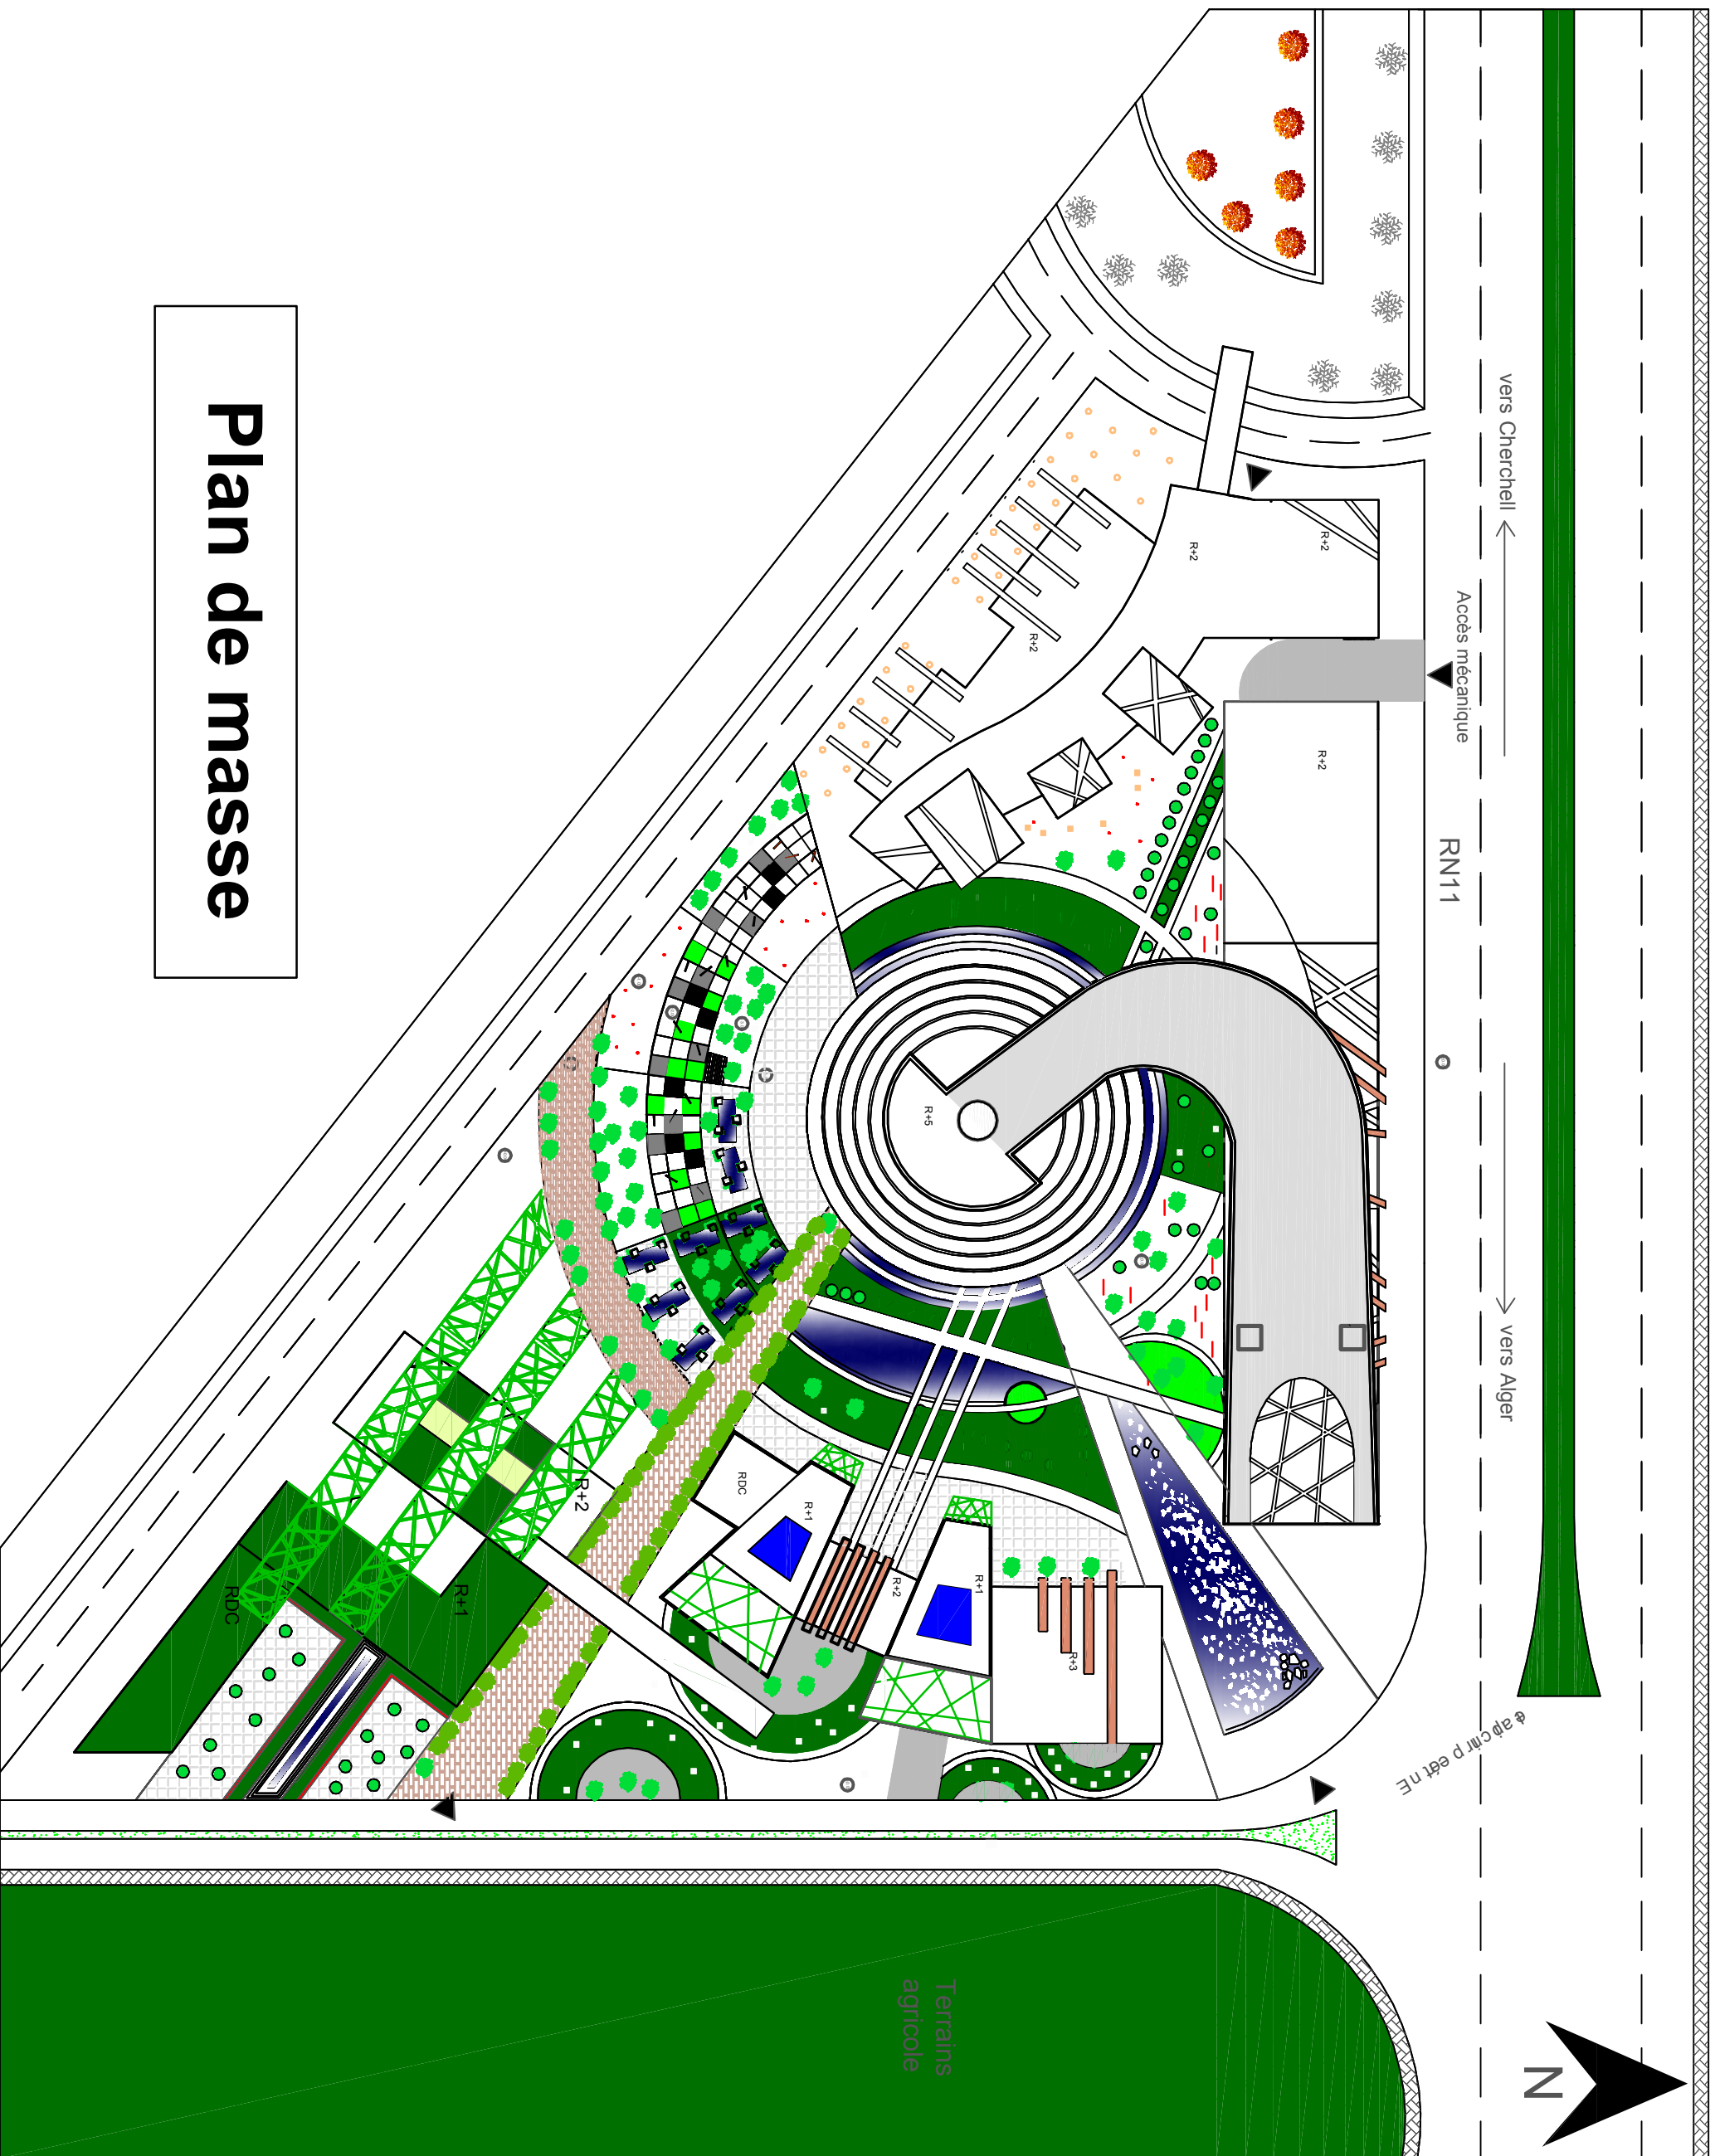 N
vers Cherchell
vers Alger
Accès mécanique
RN11
R+2
R+2
R+2
R+3
R+2
R+1
Terrains
agricole
R+5
R+2
R+1
RDC
R+2
R+1
RDC
Plan de masse